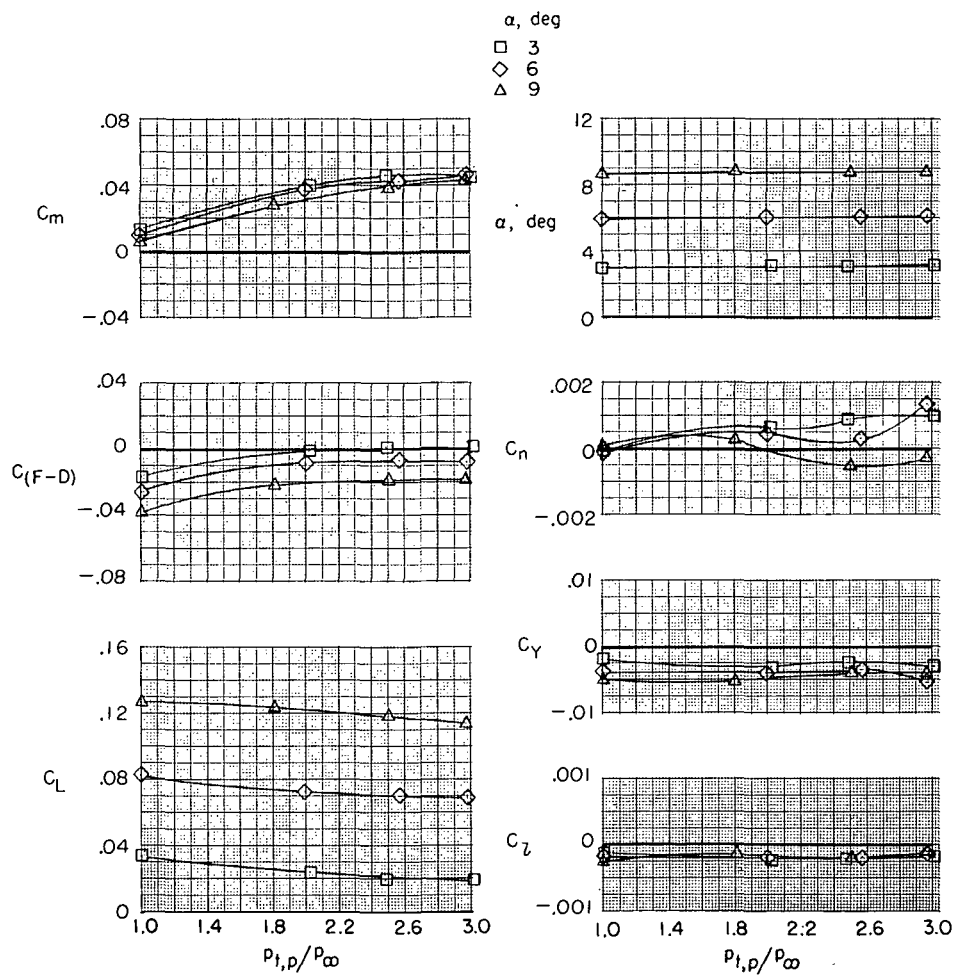 α, deg
□ 3
◇ 6
△ 9
.08
.04
0
-.04
C_m
.04
0
-.04
-.08
C_(F-D)
.16
.12
.08
.04
0
C_L
1.0 1.4 1.8 2.2 2.6 3.0
p_t,p/p_∞
12
8
4
0
α, deg
.002
0
-.002
C_n
.01
0
-.01
C_Y
.001
0
-.001
C_l
1.0 1.4 1.8 2.2 2.6 3.0
p_t,p/p_∞